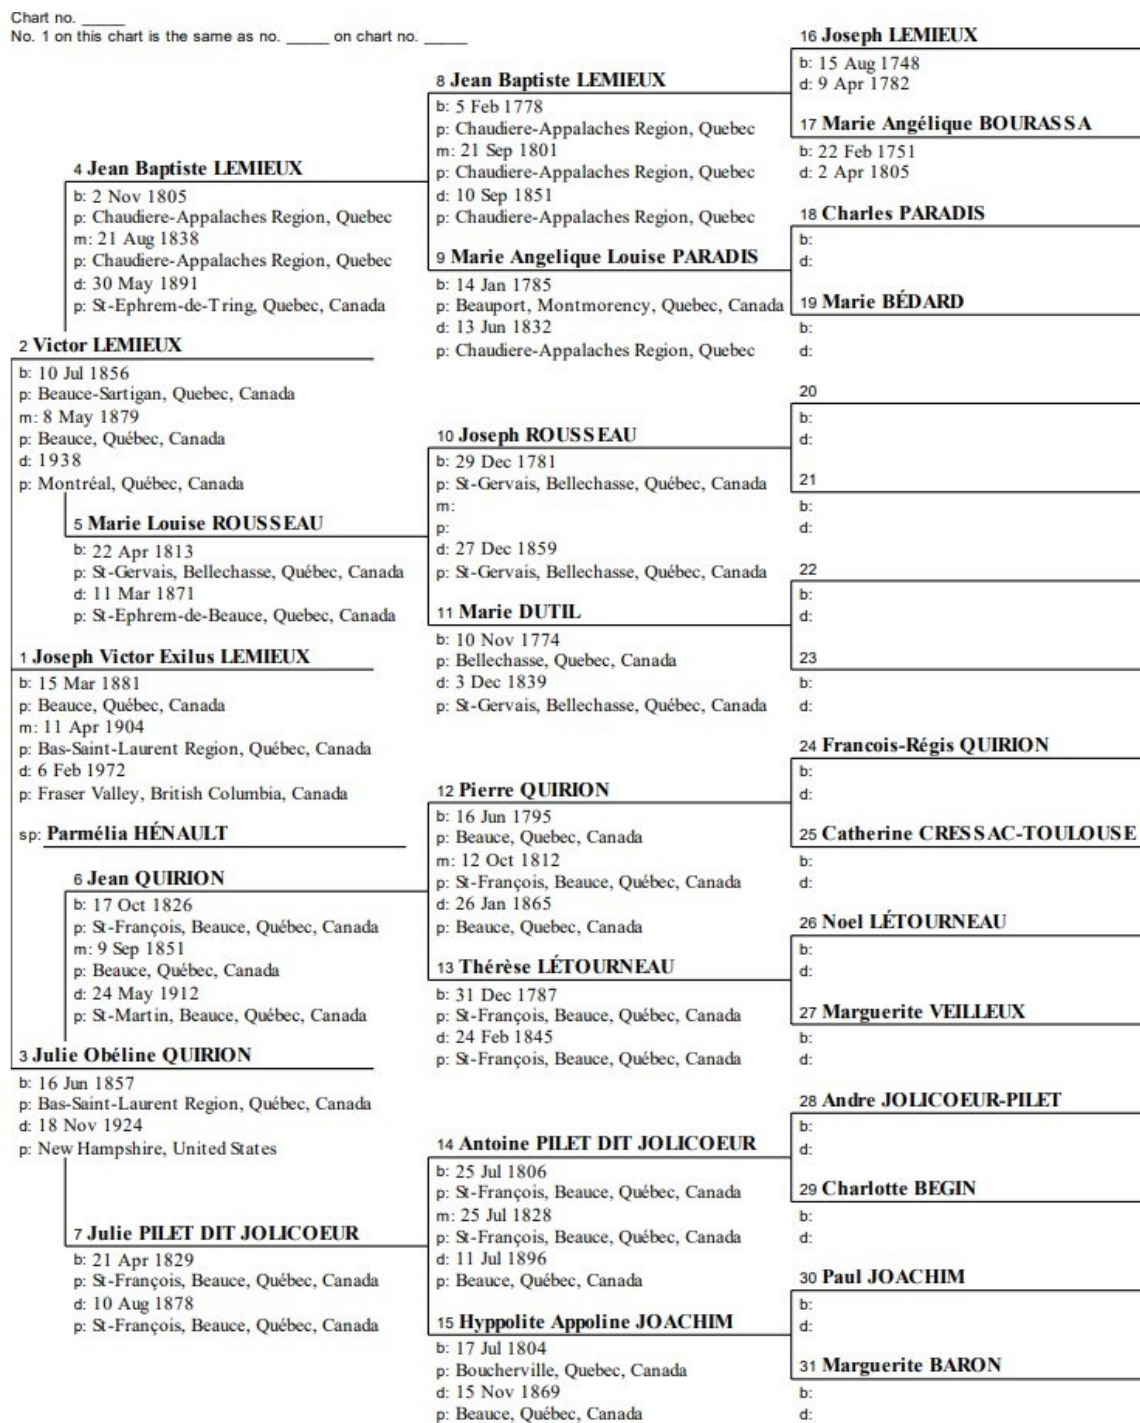 Chart no. _____
No. 1 on this chart is the same as no. _____ on chart no. _____
16 Joseph LEMIEUX
b: 15 Aug 1748
d: 9 Apr 1782
8 Jean Baptiste LEMIEUX
b: 5 Feb 1778
p: Chaudiere-Appalaches Region, Quebec
m: 21 Sep 1801
p: Chaudiere-Appalaches Region, Quebec
d: 10 Sep 1851
p: Chaudiere-Appalaches Region, Quebec
17 Marie Angélique BOURASSA
b: 22 Feb 1751
d: 2 Apr 1805
4 Jean Baptiste LEMIEUX
b: 2 Nov 1805
p: Chaudiere-Appalaches Region, Quebec
m: 21 Aug 1838
p: Chaudiere-Appalaches Region, Quebec
d: 30 May 1891
p: St-Ephrem-de-Tring, Quebec, Canada
18 Charles PARADIS
b:
d:
9 Marie Angelique Louise PARADIS
b: 14 Jan 1785
p: Beauport, Montmorency, Quebec, Canada
d: 13 Jun 1832
p: Chaudiere-Appalaches Region, Quebec
19 Marie BÉDARD
b:
d:
2 Victor LEMIEUX
b: 10 Jul 1856
p: Beauce-Sartigan, Quebec, Canada
m: 8 May 1879
p: Beauce, Québec, Canada
d: 1938
p: Montréal, Québec, Canada
20
b:
d:
10 Joseph ROUSSEAU
b: 29 Dec 1781
p: St-Gervais, Bellechasse, Québec, Canada
m:
p:
d: 27 Dec 1859
p: St-Gervais, Bellechasse, Québec, Canada
21
b:
d:
5 Marie Louise ROUSSEAU
b: 22 Apr 1813
p: St-Gervais, Bellechasse, Québec, Canada
d: 11 Mar 1871
p: St-Ephrem-de-Beauce, Quebec, Canada
22
b:
d:
11 Marie DUTIL
b: 10 Nov 1774
p: Bellechasse, Quebec, Canada
d: 3 Dec 1839
p: St-Gervais, Bellechasse, Québec, Canada
23
b:
d:
1 Joseph Victor Exilus LEMIEUX
b: 15 Mar 1881
p: Beauce, Québec, Canada
m: 11 Apr 1904
p: Bas-Saint-Laurent Region, Québec, Canada
d: 6 Feb 1972
p: Fraser Valley, British Columbia, Canada
sp: Parmélia HÉNAULT
24 Francois-Régis QUIRION
b:
d:
12 Pierre QUIRION
b: 16 Jun 1795
p: Beauce, Quebec, Canada
m: 12 Oct 1812
p: St-François, Beauce, Québec, Canada
d: 26 Jan 1865
p: Beauce, Quebec, Canada
25 Catherine CRESSAC-TOULOUSE
b:
d:
6 Jean QUIRION
b: 17 Oct 1826
p: St-François, Beauce, Québec, Canada
m: 9 Sep 1851
p: Beauce, Québec, Canada
d: 24 May 1912
p: St-Martin, Beauce, Québec, Canada
26 Noel LÉTOURNEAU
b:
d:
13 Thérèse LÉTOURNEAU
b: 31 Dec 1787
p: St-François, Beauce, Québec, Canada
d: 24 Feb 1845
p: St-François, Beauce, Québec, Canada
27 Marguerite VEILLEUX
b:
d:
3 Julie Obéline QUIRION
b: 16 Jun 1857
p: Bas-Saint-Laurent Region, Québec, Canada
d: 18 Nov 1924
p: New Hampshire, United States
28 Andre JOLICOEUR-PILET
b:
d:
14 Antoine PILET DIT JOLICOEUR
b: 25 Jul 1806
p: St-François, Beauce, Québec, Canada
m: 25 Jul 1828
p: St-François, Beauce, Québec, Canada
d: 11 Jul 1896
p: Beauce, Québec, Canada
29 Charlotte BEGIN
b:
d:
7 Julie PILET DIT JOLICOEUR
b: 21 Apr 1829
p: St-François, Beauce, Québec, Canada
d: 10 Aug 1878
p: St-François, Beauce, Québec, Canada
30 Paul JOACHIM
b:
d:
15 Hyppolite Appoline JOACHIM
b: 17 Jul 1804
p: Boucherville, Quebec, Canada
d: 15 Nov 1869
p: Beauce, Québec, Canada
31 Marguerite BARON
b:
d: